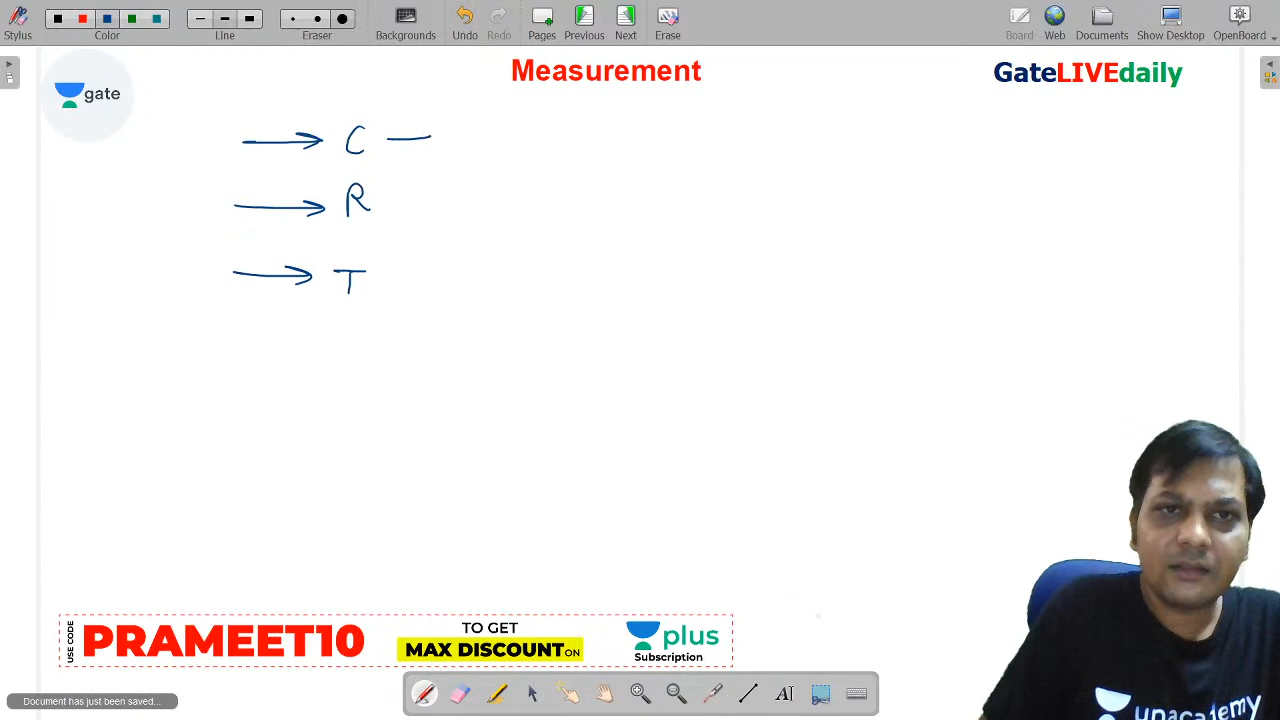 Stylus
Color
Line
Eraser
Backgrounds
Undo
Redo
Pages
Previous
Next
Erase
Board
Web
Documents
Show Desktop
OpenBoard
gate
Measurement
GateLIVEdaily
→ C —
→ R
→ T
USE CODE
PRAMEET10
TO GET
MAX DISCOUNT ON
plus
Subscription
Document has just been saved...
unacademy